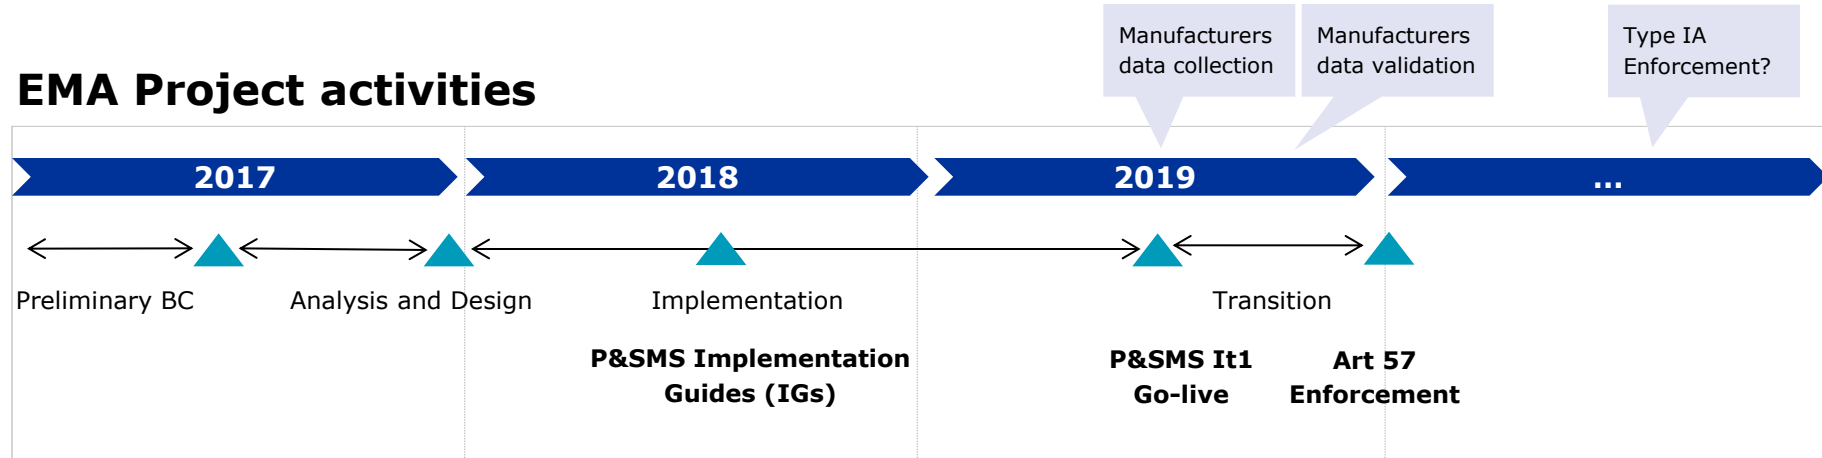 Manufacturers
data collection
Manufacturers
data validation
Type IA
Enforcement?
EMA Project activities
2017
2018
2019
...
Preliminary BC
Analysis and Design
Implementation
Transition
P&SMS Implementation
Guides (IGs)
P&SMS It1
Go-live
Art 57
Enforcement